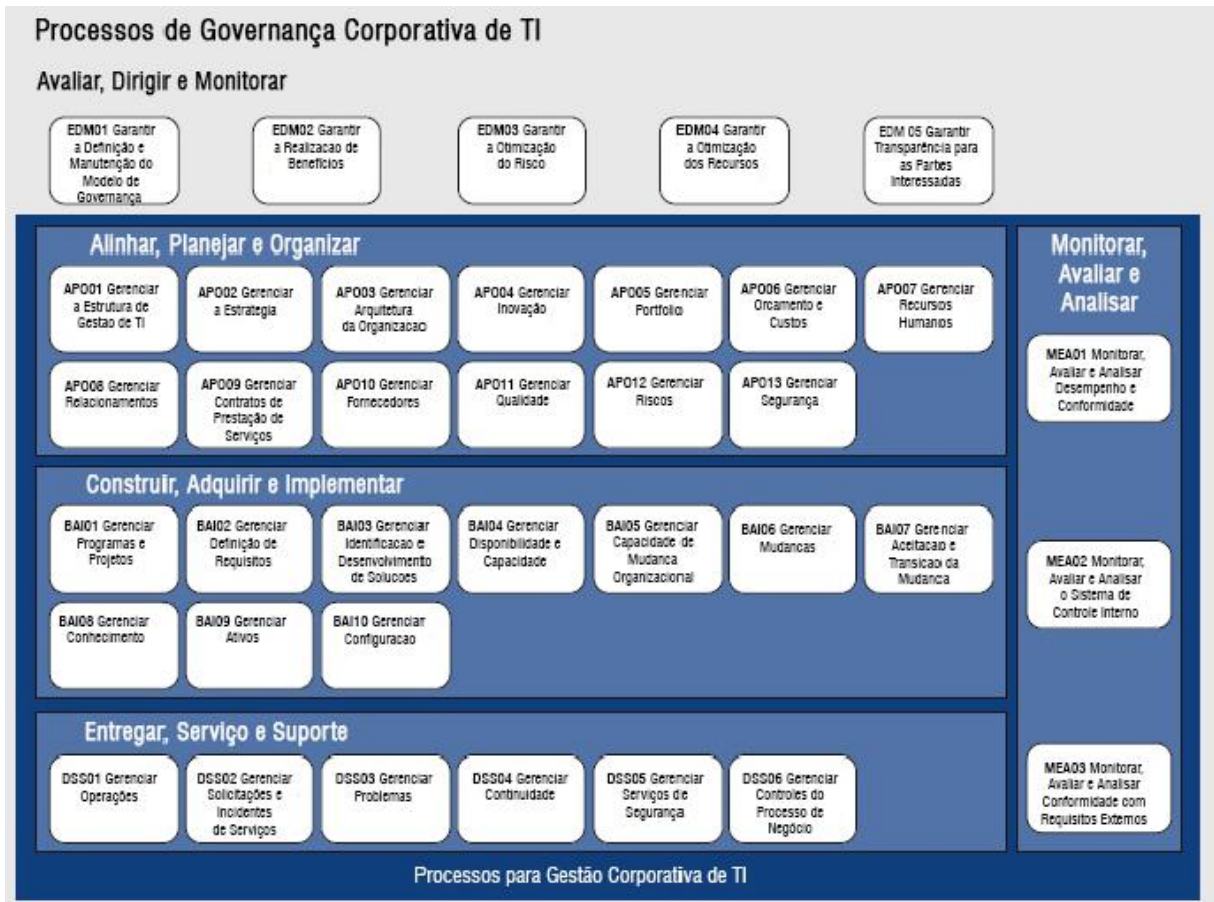 Processos de Governança Corporativa de TI
Avaliar, Dirigir e Monitorar
EDM01 Garantir
a Definição e
Manutenção do
Modelo de
Governança
EDM02 Garantir
a Realizacao de
Benefícios
EDM03 Garantir
a Otimização
do Risco
EDM04 Garantir
a Otimização
dos Recursos
EDM 05 Garantir
Transparência para
as Partes
Interessadas
Alinhar, Planejar e Organizar
APO01 Gerenciar
a Estrutura de
Gestao de TI
APO02 Gerenciar
a Estrategia
APO03 Gerenciar
Arquitetura
da Organizacao
APO04 Gerenciar
Inovação
APO05 Gerenciar
Portfolio
APO06 Gerenciar
Orcamento e
Custos
APO07 Gerenciar
Recursos
Humanos
APO08 Gerenciar
Relacionamentos
APO09 Gerenciar
Contratos de
Prestação de
Serviços
APO10 Gerenciar
Fornecedores
APO11 Gerenciar
Qualidade
APO12 Gerenciar
Riscos
APO13 Gerenciar
Segurança
Construir, Adquirir e Implementar
BAI01 Gerenciar
Programas e
Projetos
BAI02 Gerenciar
Definição de
Requisitos
BAI03 Gerenciar
Identificacao e
Desenvolvimento
de Solucoes
BAI04 Gerenciar
Disponibilidade e
Capacidade
BAI05 Gerenciar
Capacidade de
Mudanca
Organizacional
BAI06 Gerenciar
Mudancas
BAI07 Gerenciar
Aceitacao e
Transicao da
Mudanca
BAI08 Gerenciar
Conhecimento
BAI09 Gerenciar
Ativos
BAI10 Gerenciar
Configuracao
Entregar, Serviço e Suporte
DSS01 Gerenciar
Operações
DSS02 Gerenciar
Solicitações e
Incidentes
de Serviços
DSS03 Gerenciar
Problemas
DSS04 Gerenciar
Continuidade
DSS05 Gerenciar
Serviços de
Segurança
DSS06 Gerenciar
Controles do
Processo de
Negócio
Monitorar,
Avaliar e
Analisar
MEA01 Monitorar,
Avaliar e Analisar
Desempenho e
Conformidade
MEA02 Monitorar,
Avaliar e Analisar
o Sistema de
Controle Interno
MEA03 Monitorar,
Avaliar e Analisar
Conformidade com
Requisitos Externos
Processos para Gestão Corporativa de TI